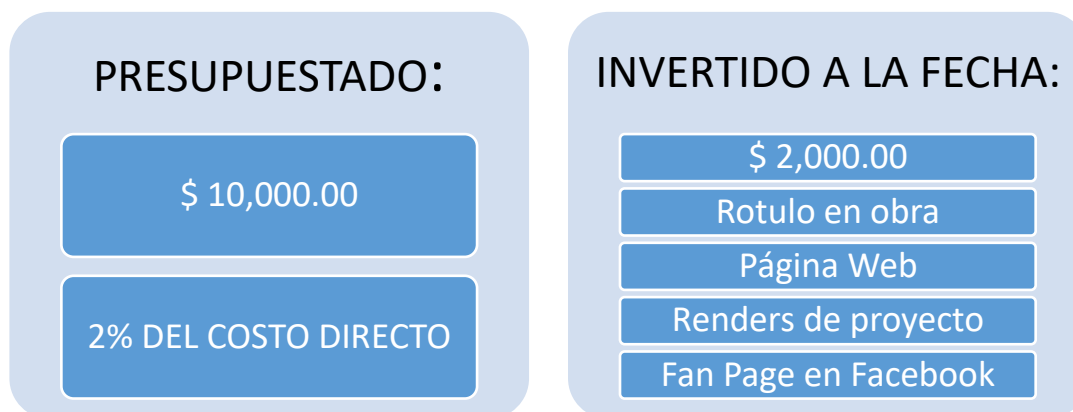 PRESUPUESTADO:
$ 10,000.00
2% DEL COSTO DIRECTO
INVERTIDO A LA FECHA:
$ 2,000.00
Rotulo en obra
Página Web
Renders de proyecto
Fan Page en Facebook